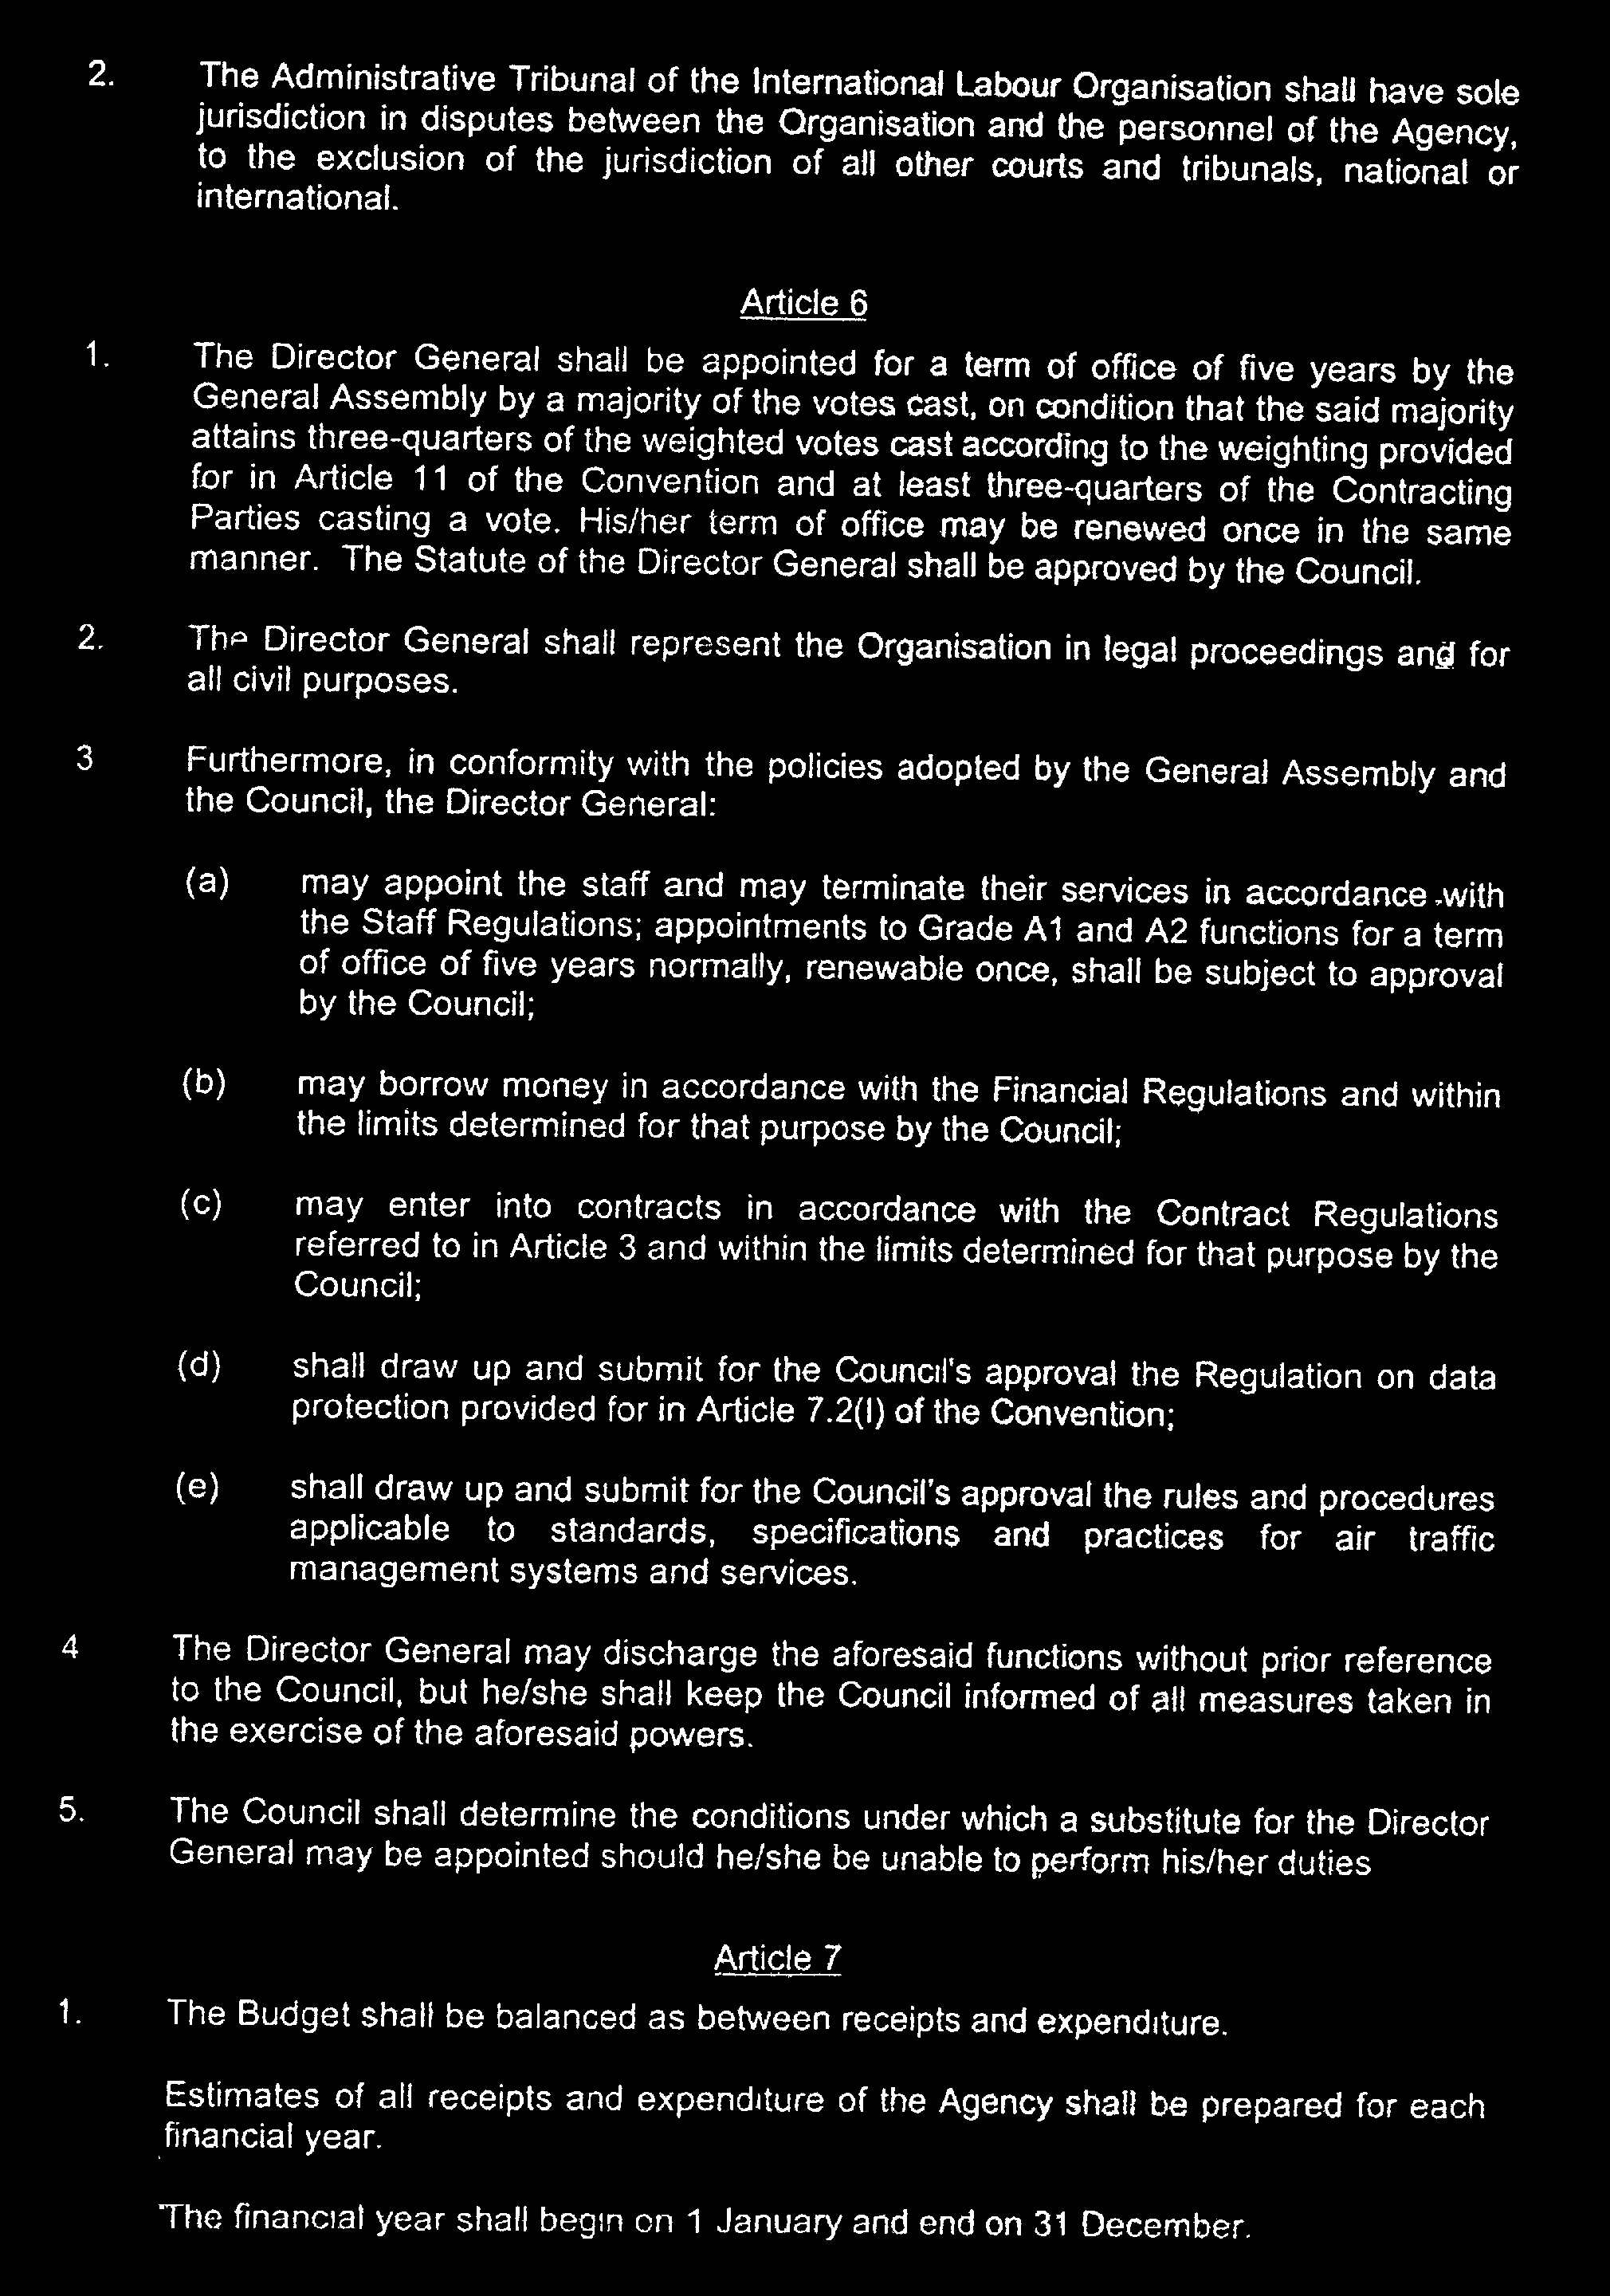 2. The Administrative Tribunal of the International Labour Organisation shall have sole
jurisdiction in disputes between the Organisation and the personnel of the Agency,
to the exclusion of the jurisdiction of all other courts and tribunals, national or
international.
Article 6
1. The Director General shall be appointed for a term of office of five years by the
General Assembly by a majority of the votes cast, on condition that the said majority
attains three-quarters of the weighted votes cast according to the weighting provided
for in Article 11 of the Convention and at least three-quarters of the Contracting
Parties casting a vote. His/her term of office may be renewed once in the same
manner. The Statute of the Director General shall be approved by the Council.
2. The Director General shall represent the Organisation in legal proceedings and for
all civil purposes.
3 Furthermore, in conformity with the policies adopted by the General Assembly and
the Council, the Director General:
(a) may appoint the staff and may terminate their services in accordance with
the Staff Regulations; appointments to Grade A1 and A2 functions for a term
of office of five years normally, renewable once, shall be subject to approval
by the Council;
(b) may borrow money in accordance with the Financial Regulations and within
the limits determined for that purpose by the Council;
(c) may enter into contracts in accordance with the Contract Regulations
referred to in Article 3 and within the limits determined for that purpose by the
Council;
(d) shall draw up and submit for the Council's approval the Regulation on data
protection provided for in Article 7.2(l) of the Convention;
(e) shall draw up and submit for the Council's approval the rules and procedures
applicable to standards, specifications and practices for air traffic
management systems and services.
4 The Director General may discharge the aforesaid functions without prior reference
to the Council, but he/she shall keep the Council informed of all measures taken in
the exercise of the aforesaid powers.
5. The Council shall determine the conditions under which a substitute for the Director
General may be appointed should he/she be unable to perform his/her duties
Article 7
1. The Budget shall be balanced as between receipts and expenditure.
Estimates of all receipts and expenditure of the Agency shall be prepared for each
financial year.
The financial year shall begin on 1 January and end on 31 December.